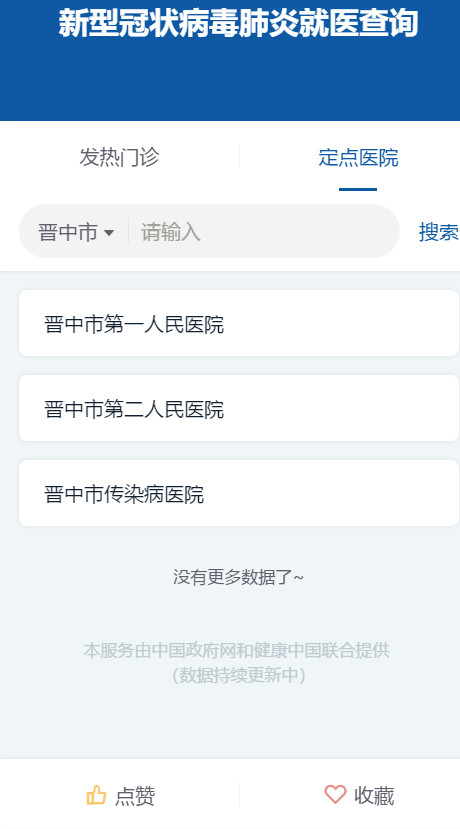 新型冠状病毒肺炎就医查询
发热门诊 定点医院
晋中市 请输入 搜索
晋中市第一人民医院
晋中市第二人民医院
晋中市传染病医院
没有更多数据了~
本服务由中国政府网和健康中国联合提供
（数据持续更新中）
点赞 收藏